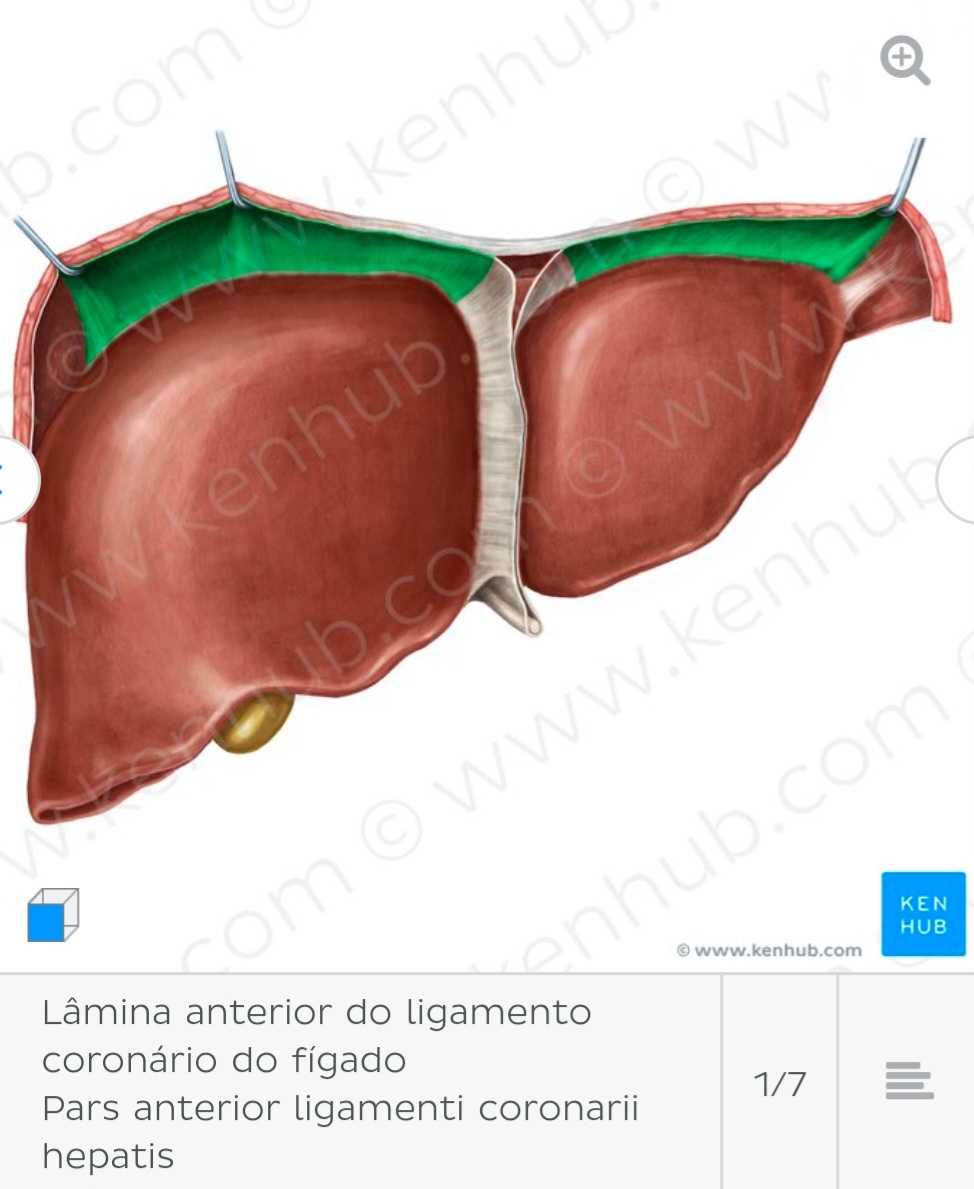 KEN
HUB
© www.kenhub.com
Lâmina anterior do ligamento
coronário do fígado
Pars anterior ligamenti coronarii
hepatis
1/7